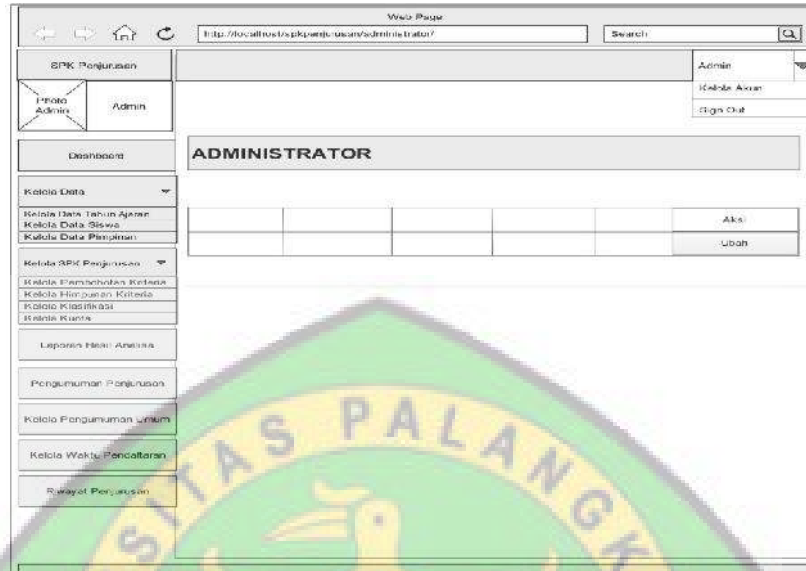 Web Page
http://localhost/spkpenjurusan/administrator/
Search
SPK Penjurusan
Admin
Kelola Akun
Sign Out
Photo
Admin
Admin
Dashboard
ADMINISTRATOR
Kelola Data
Kelola Data Tahun Ajaran
Kelola Data Siswa
Kelola Data Pimpinan
Aksi
Ubah
Kelola SPK Penjurusan
Kelola Pembobotan Kriteria
Kelola Himpunan Kriteria
Kelola Klasifikasi
Kelola Kuota
Laporan Hasil Analisa
Pengumuman Penjurusan
Kelola Pengumuman Umum
Kelola Waktu Pendaftaran
Riwayat Penjurusan
SITAS PALANGK